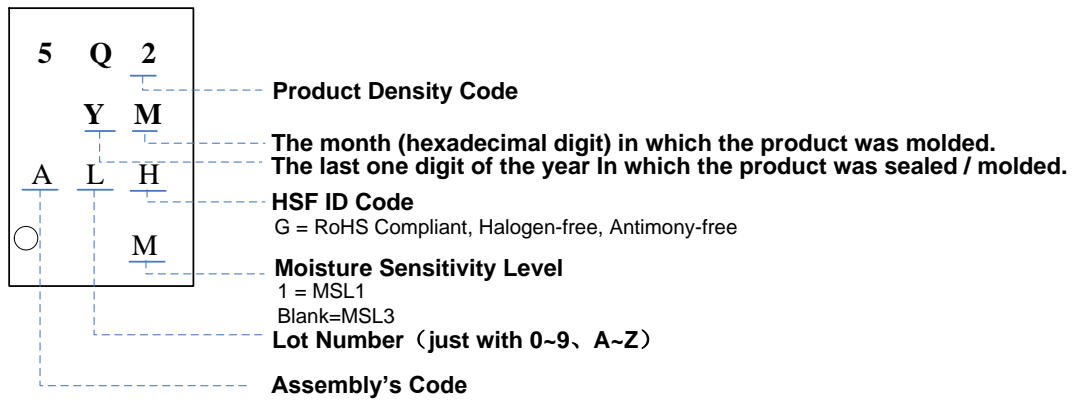 5 Q 2
Product Density Code
Y M
The month (hexadecimal digit) in which the product was molded.
The last one digit of the year In which the product was sealed / molded.
A L H
HSF ID Code
G = RoHS Compliant, Halogen-free, Antimony-free
M
Moisture Sensitivity Level
1 = MSL1
Blank=MSL3
Lot Number（just with 0~9、A~Z）
Assembly's Code